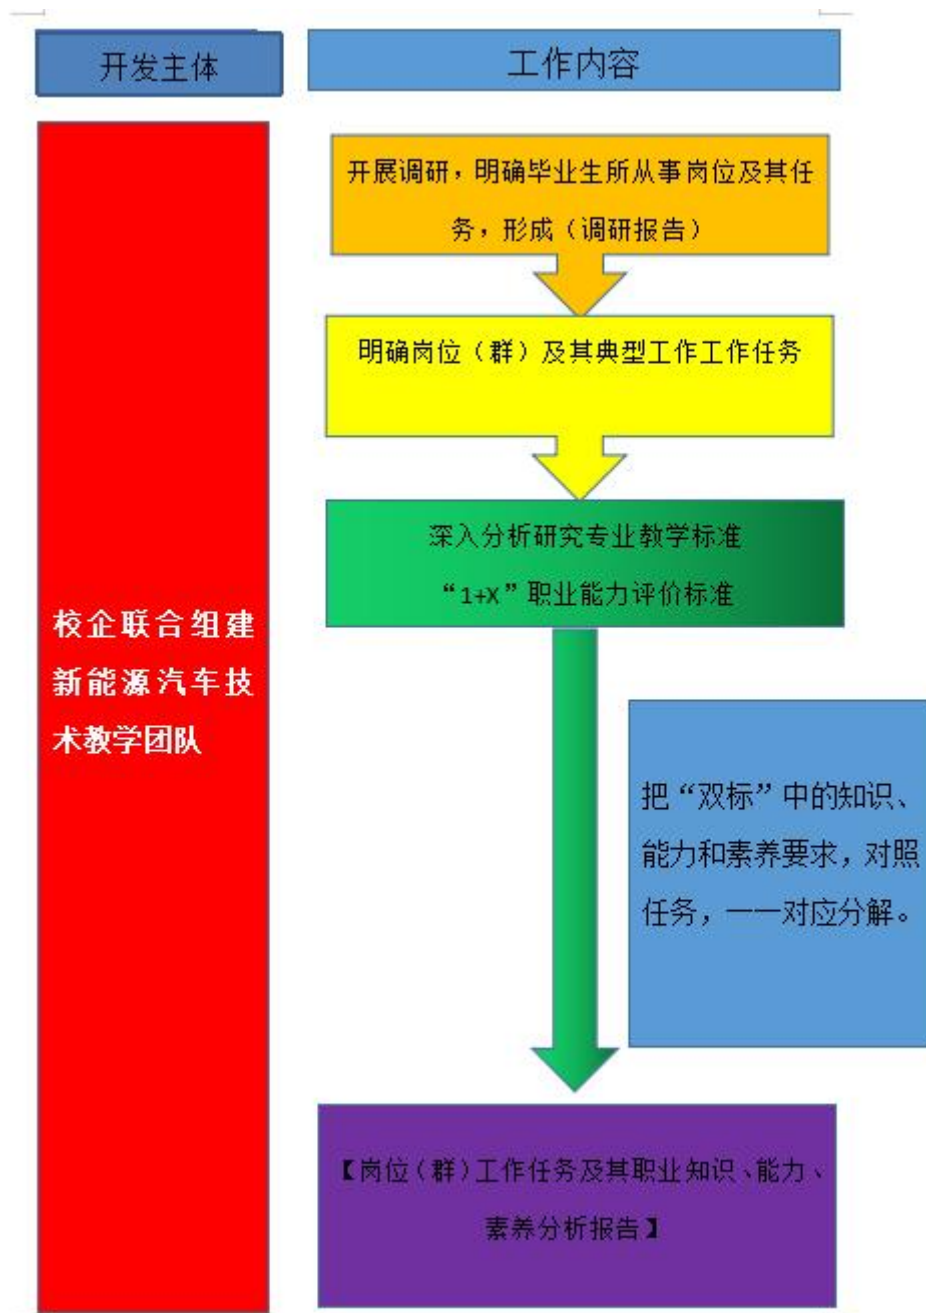 开发主体
工作内容
开展调研，明确毕业生所从事岗位及其任
务，形成（调研报告）
明确岗位（群）及其典型工作工作任务
深入分析研究专业教学标准
“1+X”职业能力评价标准
校企联合组建
新能源汽车技
术教学团队
把“双标”中的知识、
能力和素养要求，对照
任务，一一对应分解。
【岗位（群）工作任务及其职业知识、能力、
素养分析报告】